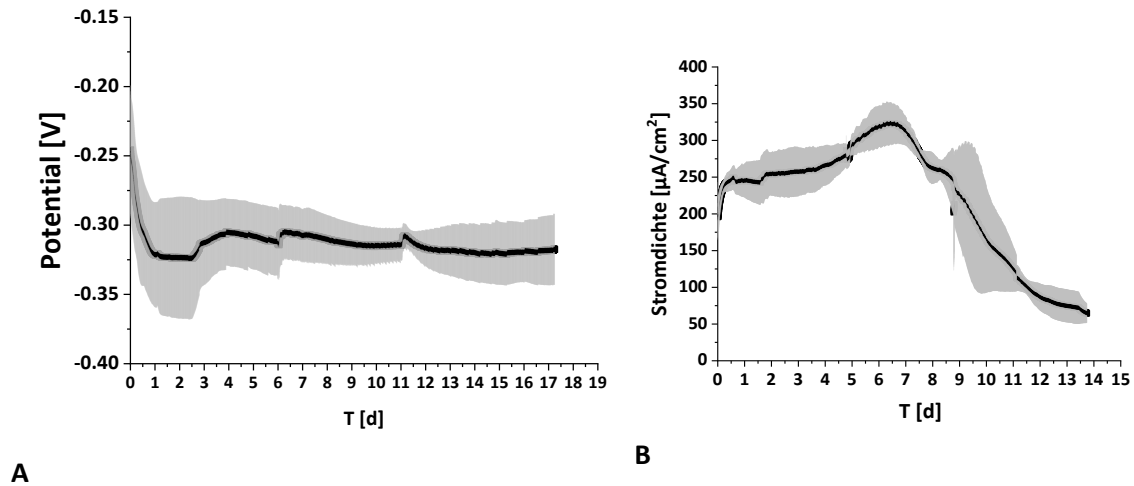 -0.15
-0.20
-0.25
-0.30
-0.35
-0.40
Potential [V]
0 1 2 3 4 5 6 7 8 9 10 11 12 13 14 15 16 17 18 19
T [d]
A
400
350
300
250
200
150
100
50
0
Stromdichte [µA/cm²]
0 1 2 3 4 5 6 7 8 9 10 11 12 13 14 15
T [d]
B